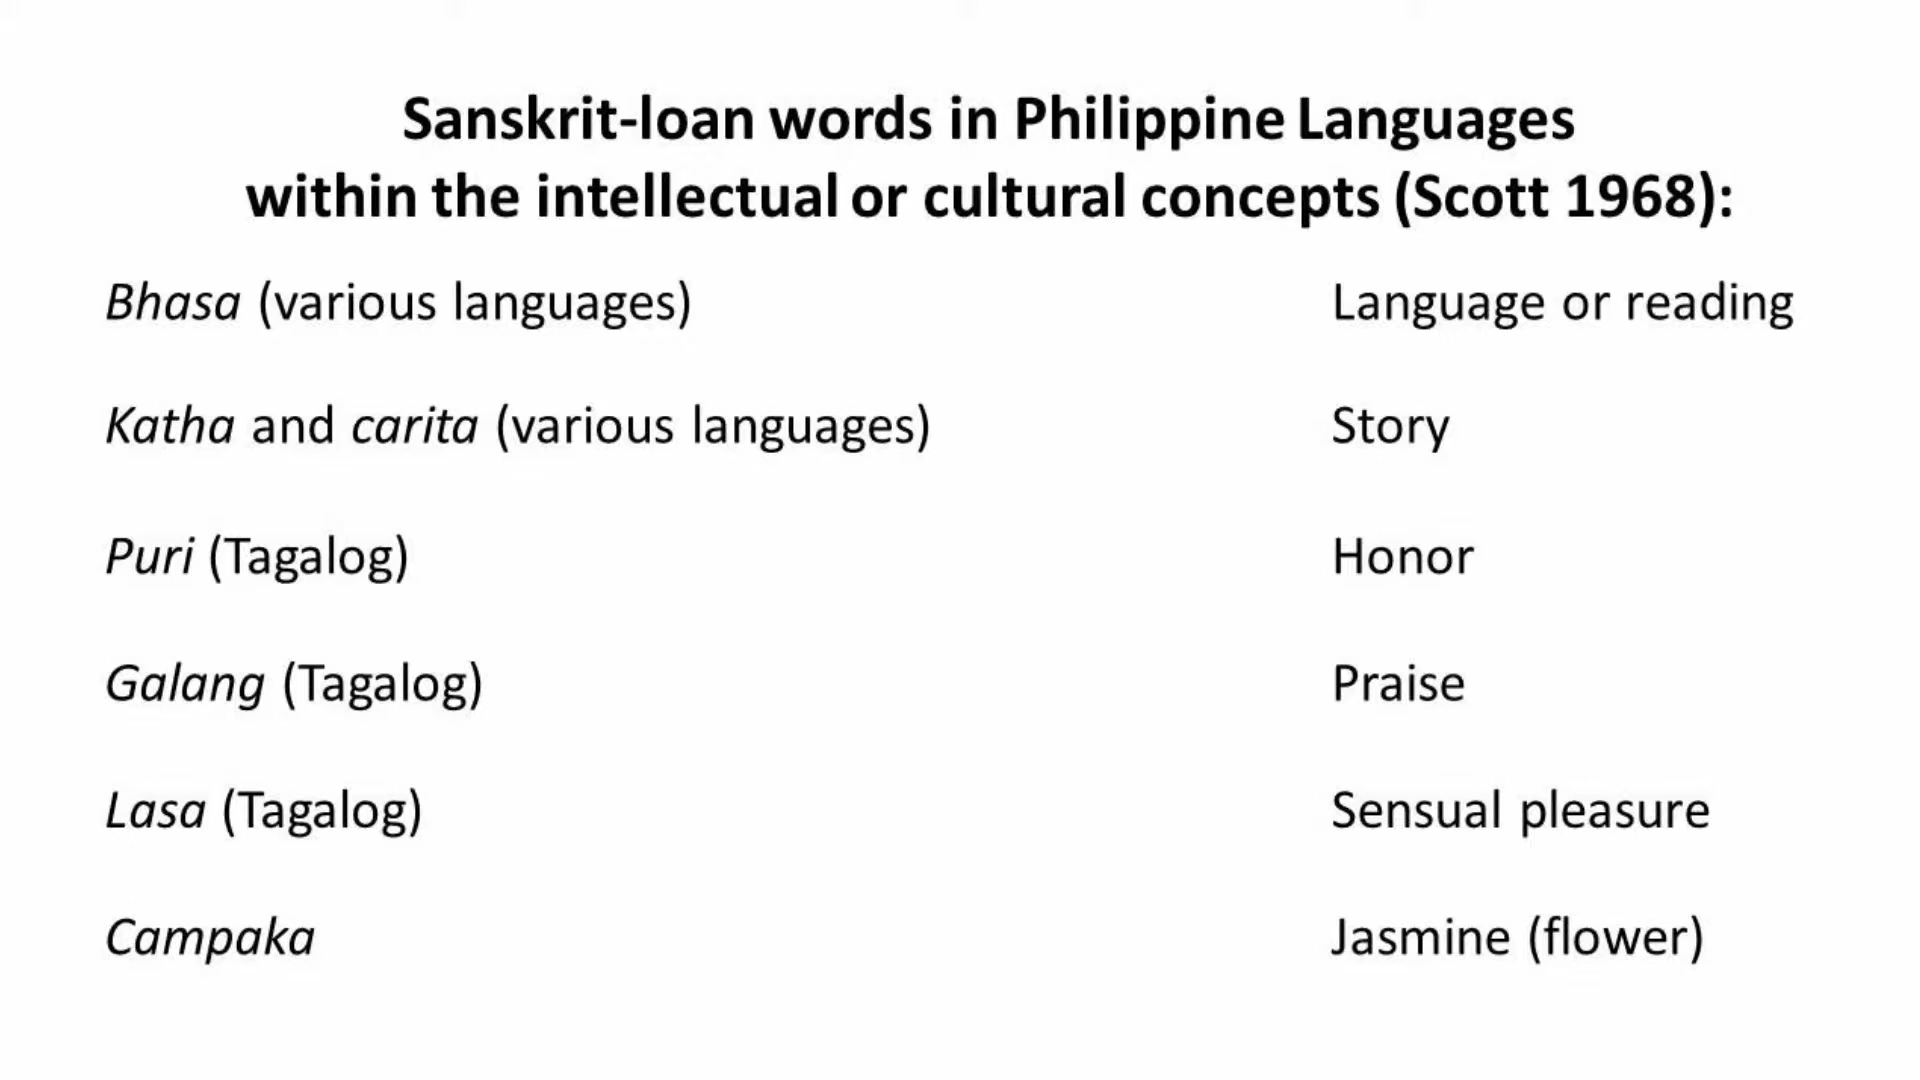 Sanskrit-loan words in Philippine Languages
within the intellectual or cultural concepts (Scott 1968):
Bhasa (various languages) Language or reading
Katha and carita (various languages) Story
Puri (Tagalog) Honor
Galang (Tagalog) Praise
Lasa (Tagalog) Sensual pleasure
Campaka Jasmine (flower)